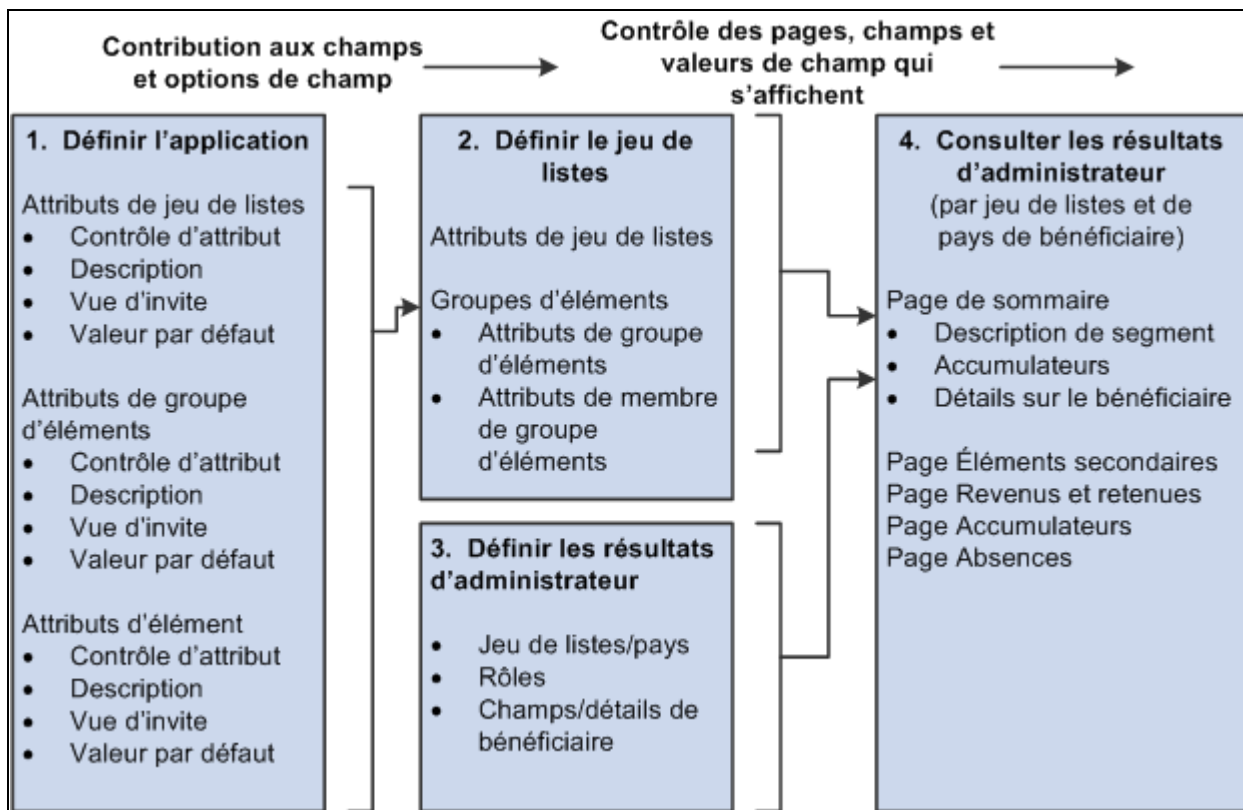 Contribution aux champs
et options de champ
Contrôle des pages, champs et
valeurs de champ qui
s'affichent
1. Définir l'application
Attributs de jeu de listes
• Contrôle d'attribut
• Description
• Vue d'invite
• Valeur par défaut
Attributs de groupe
d'éléments
• Contrôle d'attribut
• Description
• Vue d'invite
• Valeur par défaut
Attributs d'élément
• Contrôle d'attribut
• Description
• Vue d'invite
• Valeur par défaut
2. Définir le jeu de
listes
Attributs de jeu de listes
Groupes d'éléments
• Attributs de groupe
d'éléments
• Attributs de membre
de groupe
d'éléments
3. Définir les résultats
d'administrateur
• Jeu de listes/pays
• Rôles
• Champs/détails de
bénéficiaire
4. Consulter les résultats
d'administrateur
(par jeu de listes et de
pays de bénéficiaire)
Page de sommaire
• Description de segment
• Accumulateurs
• Détails sur le bénéficiaire
Page Éléments secondaires
Page Revenus et retenues
Page Accumulateurs
Page Absences